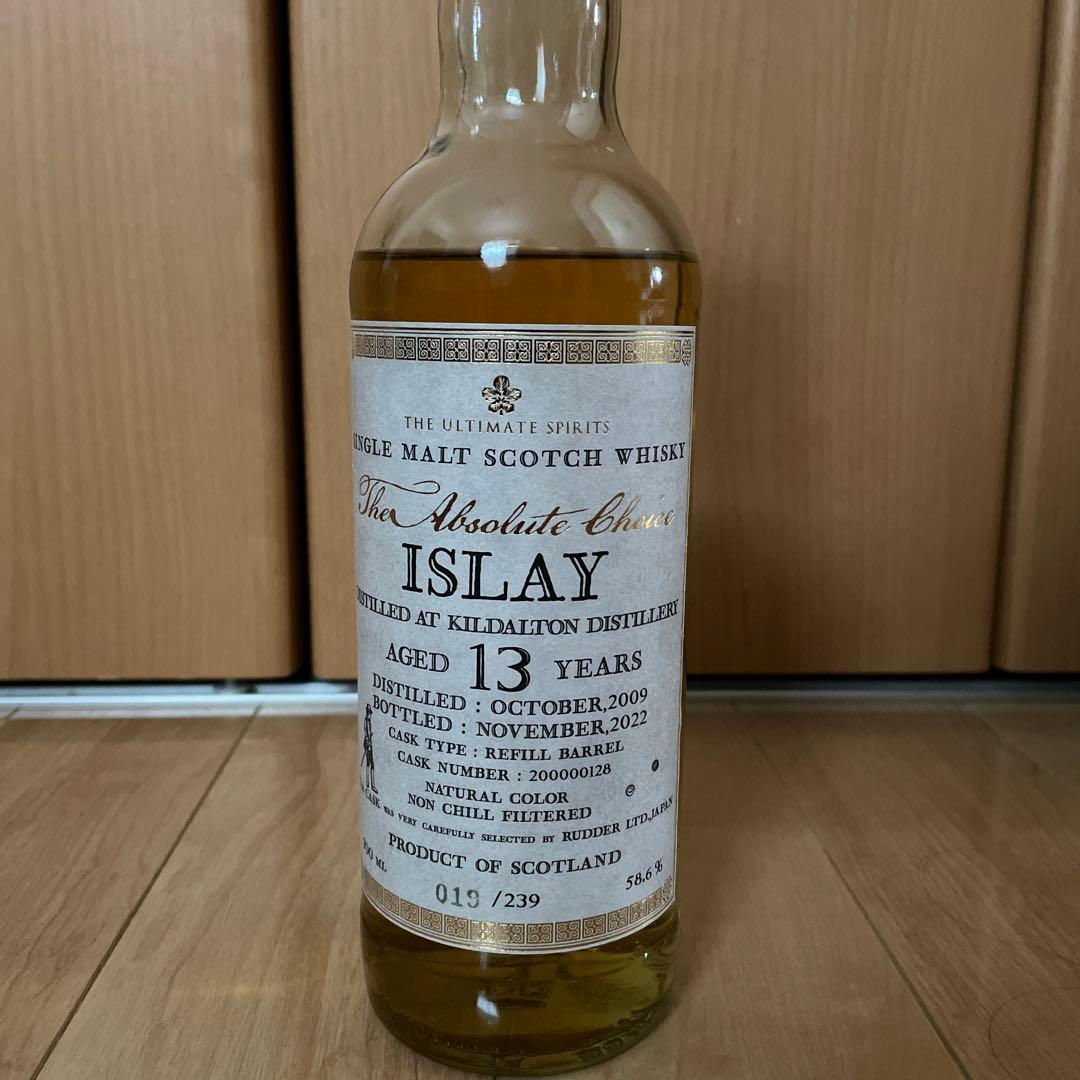 THE ULTIMATE SPIRITS
SINGLE MALT SCOTCH WHISKY
The Absolute Choice
ISLAY
DISTILLED AT KILDALTON DISTILLERY
AGED 13 YEARS
DISTILLED : OCTOBER,2009
BOTTLED : NOVEMBER,2022
CASK TYPE : REFILL BARREL
CASK NUMBER : 200000128
NATURAL COLOR
NON CHILL FILTERED
CASK WAS VERY CAREFULLY SELECTED BY RUDDER LTD.,JAPAN
PRODUCT OF SCOTLAND
ML
019 /239
58.6%